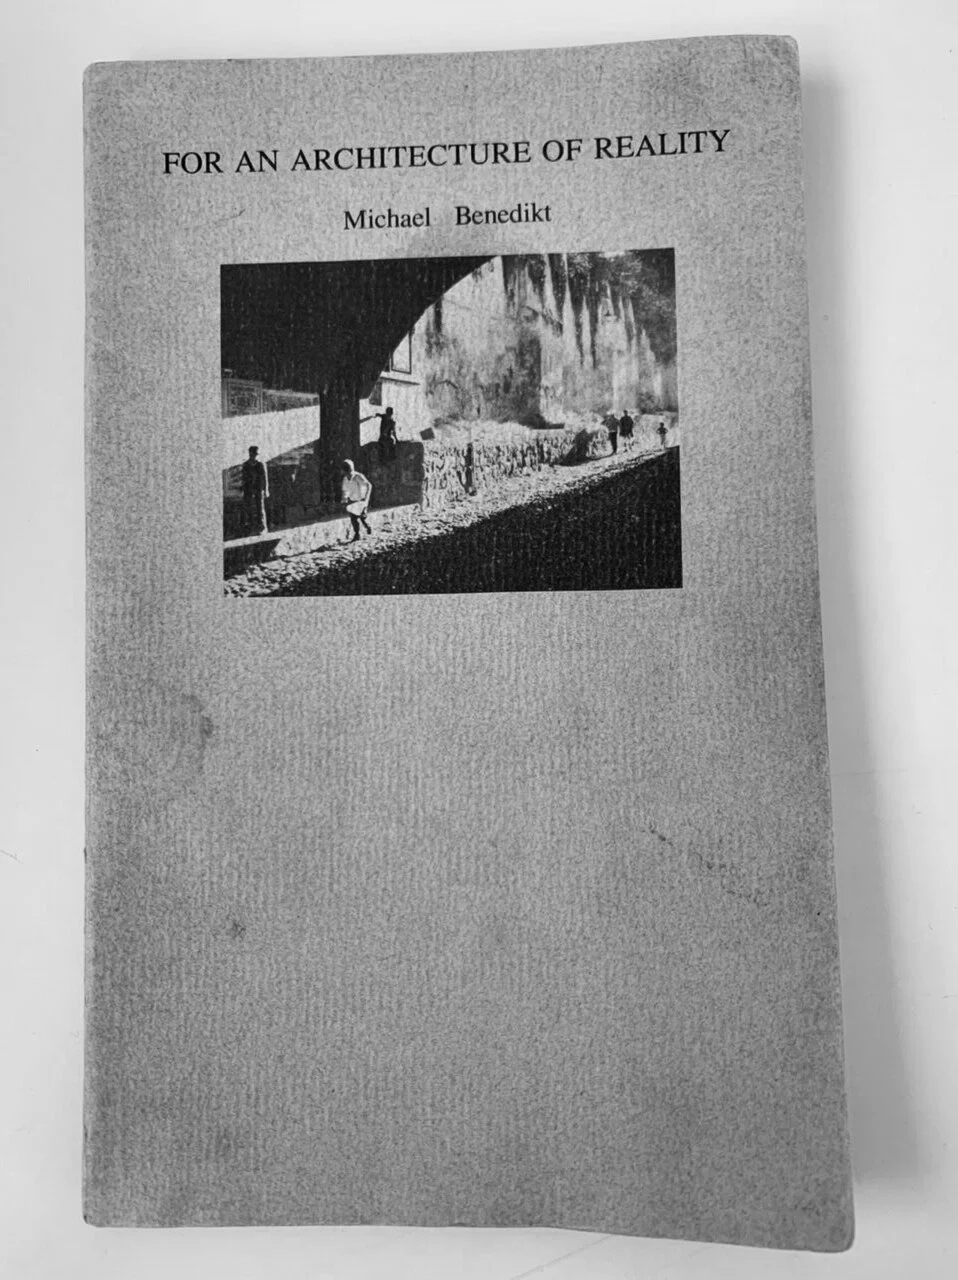 FOR AN ARCHITECTURE OF REALITY
Michael Benedikt